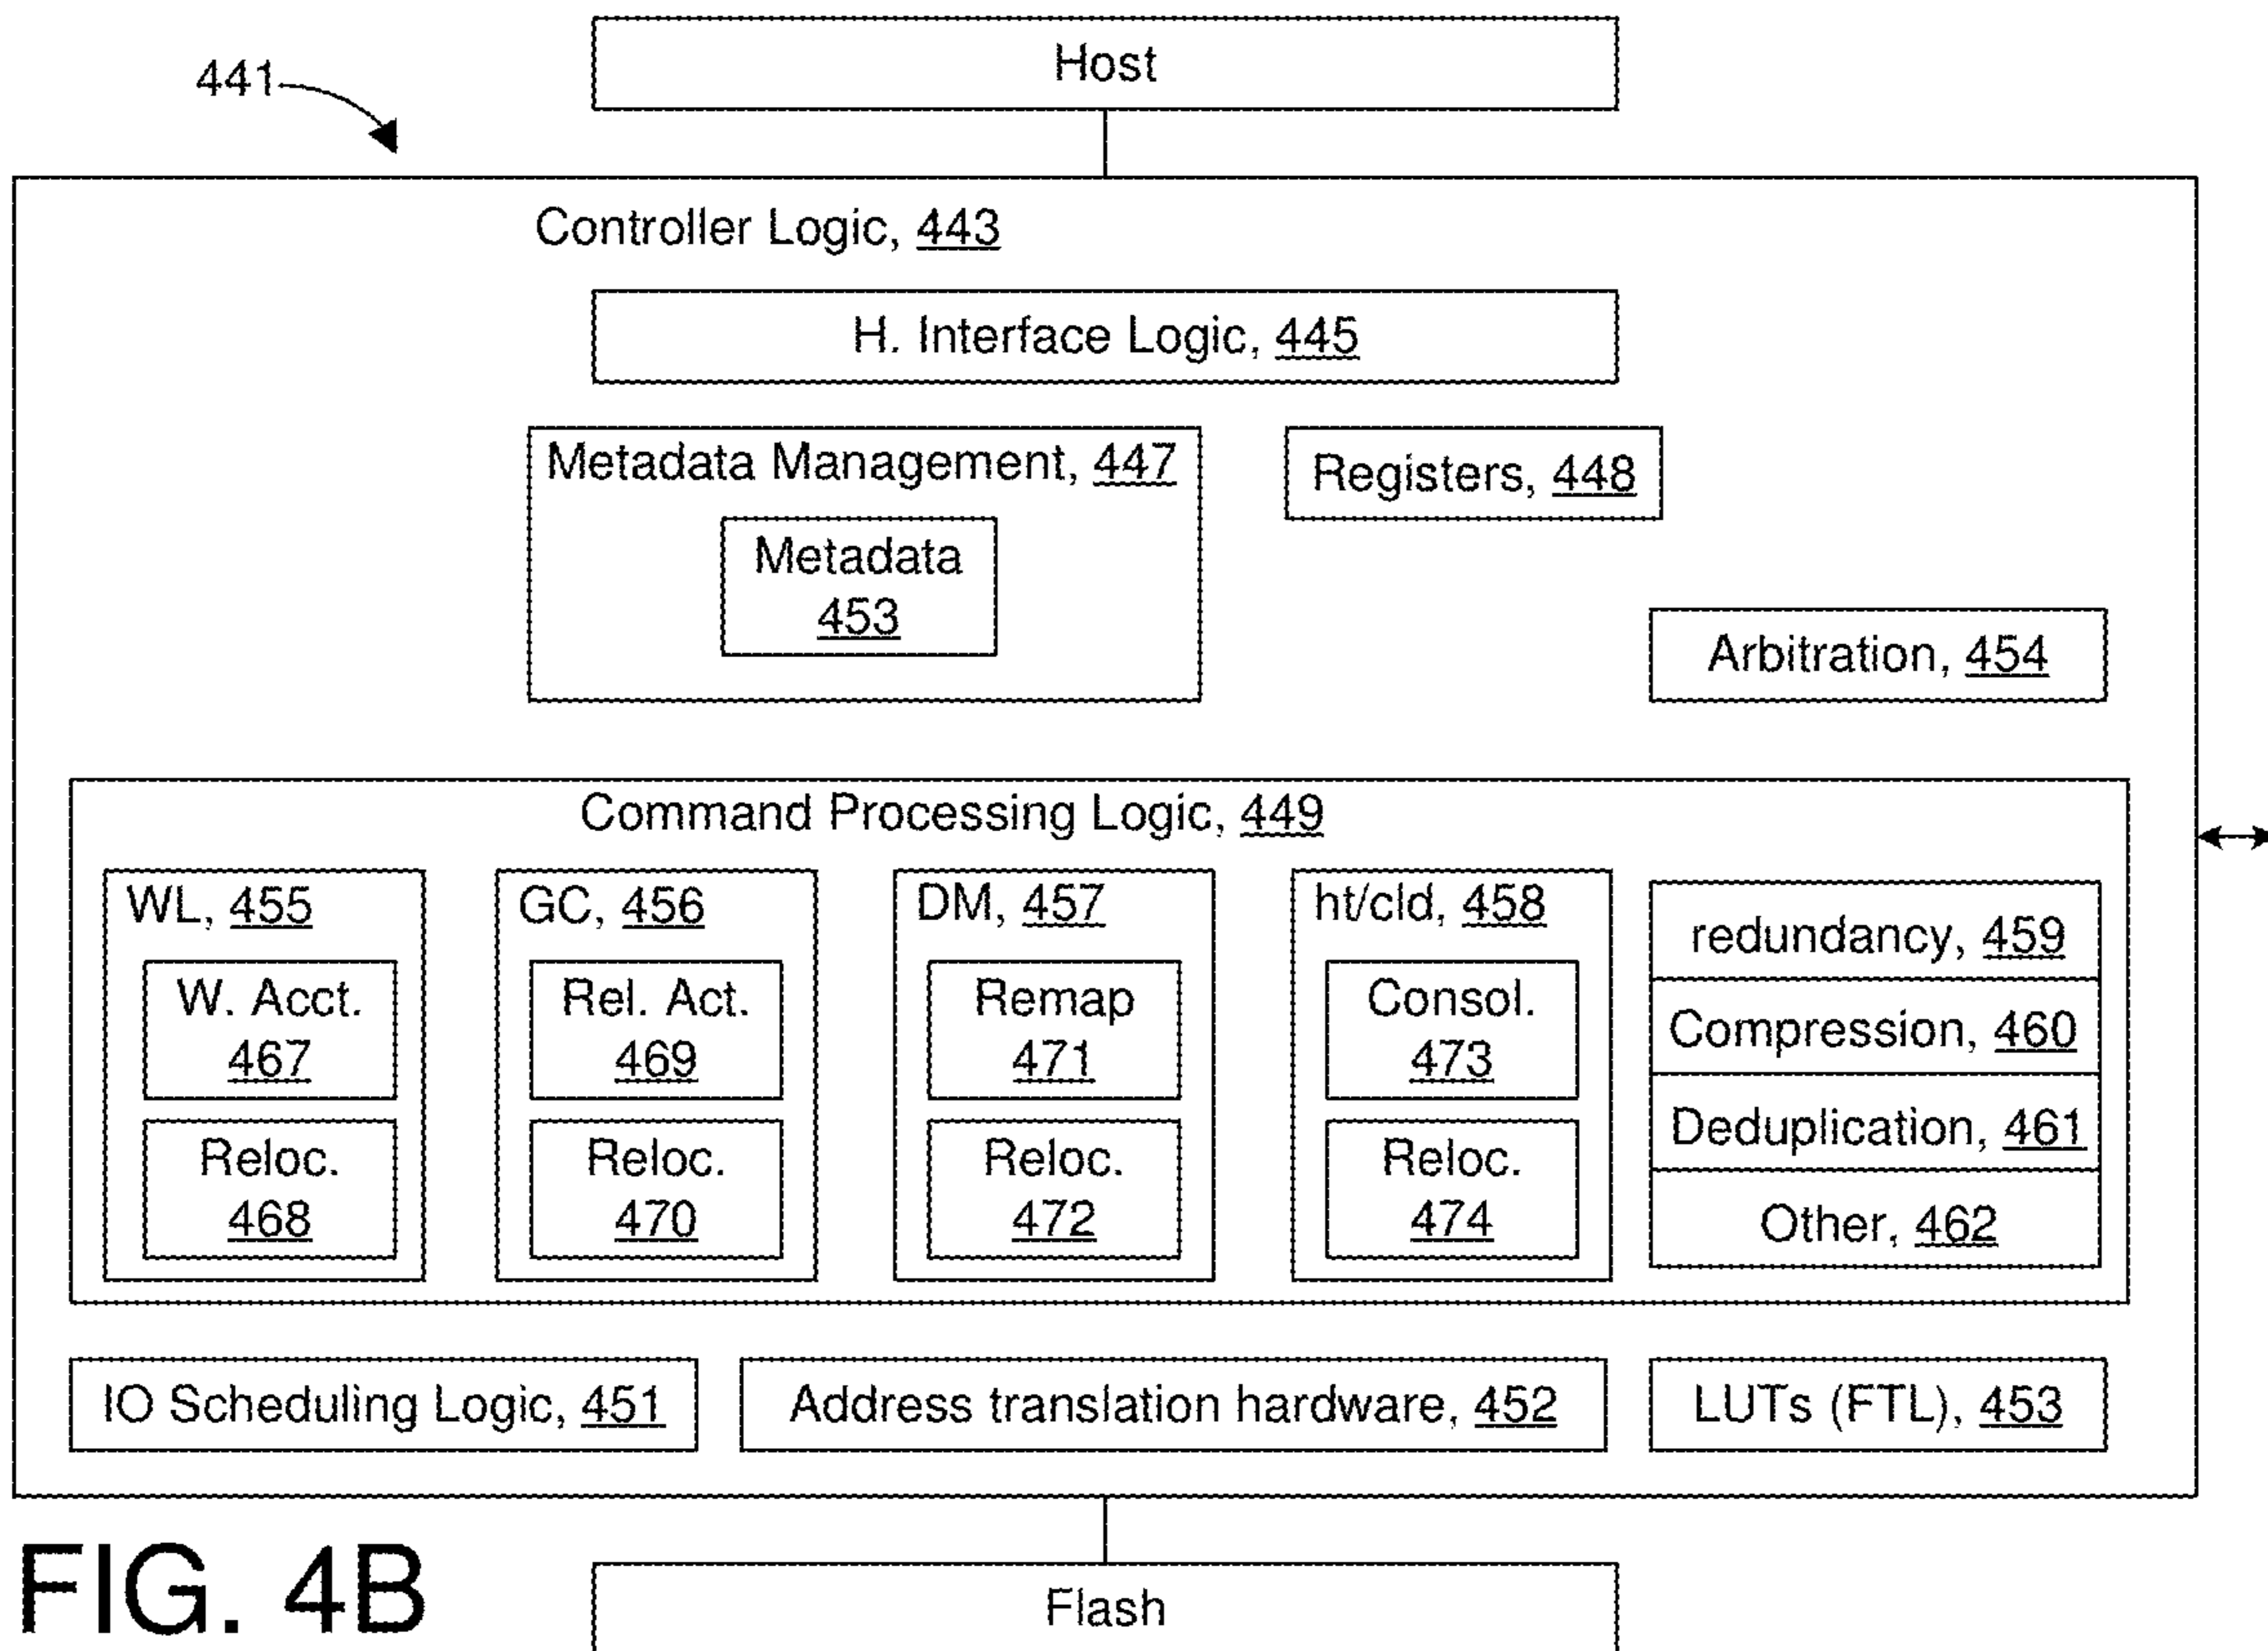 Host
441
Controller Logic, 443
H. Interface Logic, 445
Metadata Management, 447
Registers, 448
Metadata
453
Arbitration, 454
Command Processing Logic, 449
WL, 455
W. Acct.
467
Reloc.
468
GC, 456
Rel. Act.
469
Reloc.
470
DM, 457
Remap
471
Reloc.
472
ht/cld, 458
Consol.
473
Reloc.
474
redundancy, 459
Compression, 460
Deduplication, 461
Other, 462
IO Scheduling Logic, 451
Address translation hardware, 452
LUTs (FTL), 453
FIG. 4B
Flash